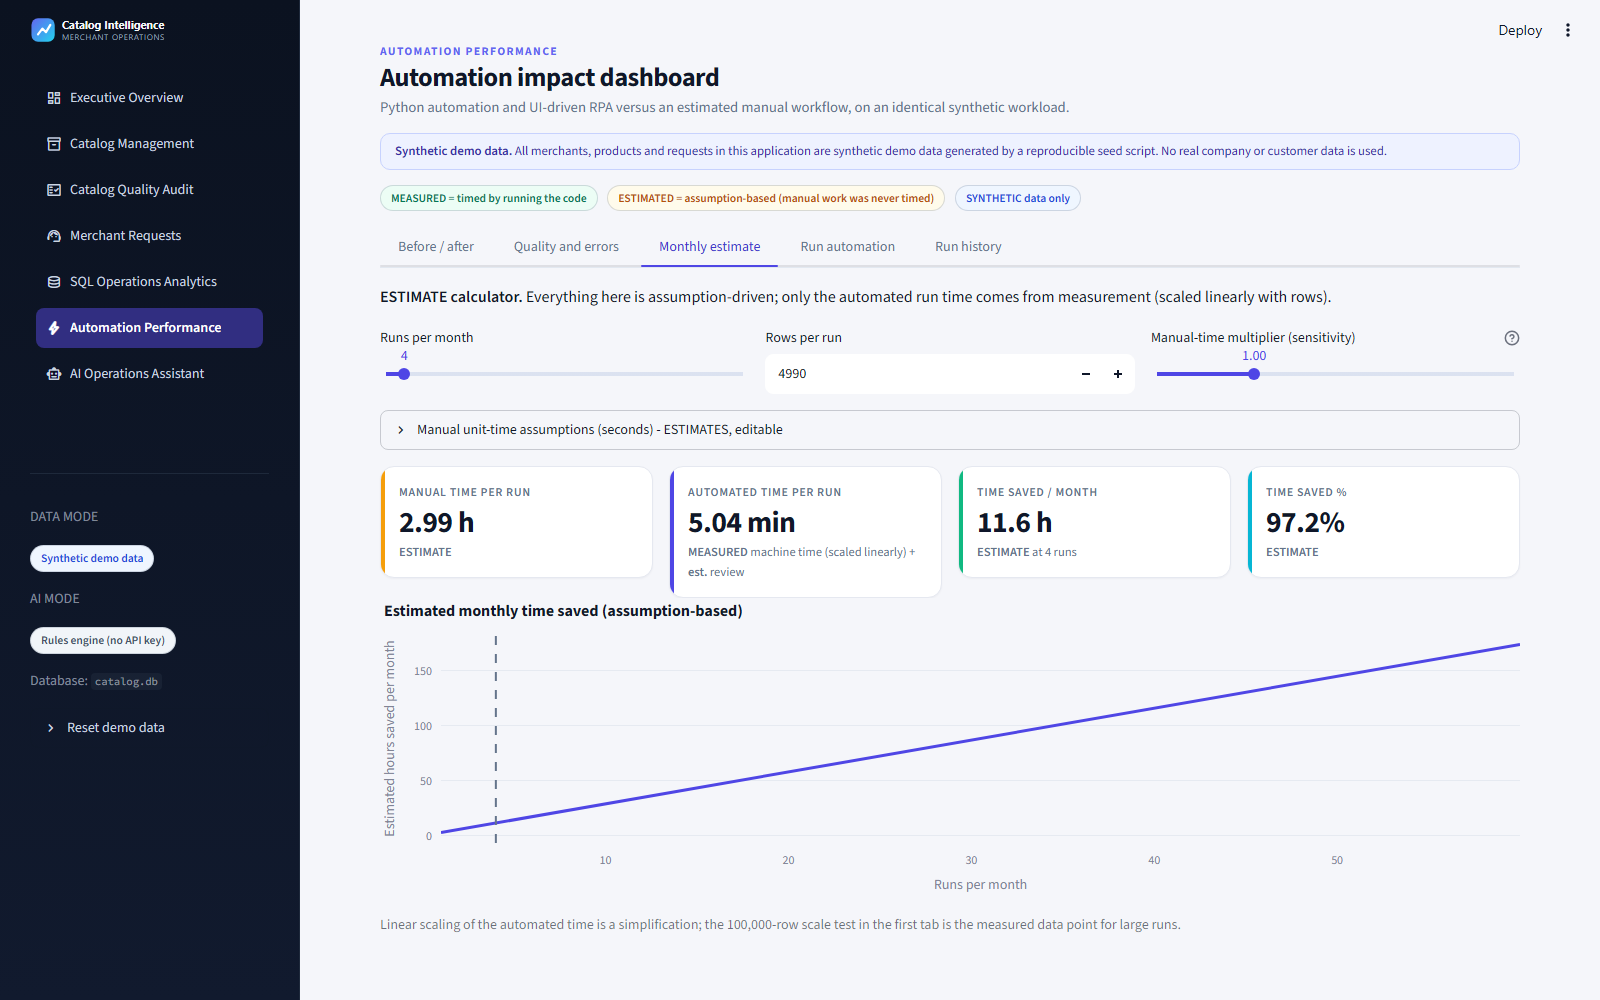 Catalog Intelligence
MERCHANT OPERATIONS
Executive Overview
Catalog Management
Catalog Quality Audit
Merchant Requests
SQL Operations Analytics
Automation Performance
AI Operations Assistant
DATA MODE
Synthetic demo data
AI MODE
Rules engine (no API key)
Database: catalog.db
Reset demo data
Deploy
AUTOMATION PERFORMANCE
Automation impact dashboard
Python automation and UI-driven RPA versus an estimated manual workflow, on an identical synthetic workload.
Synthetic demo data. All merchants, products and requests in this application are synthetic demo data generated by a reproducible seed script. No real company or customer data is used.
MEASURED = timed by running the code
ESTIMATED = assumption-based (manual work was never timed)
SYNTHETIC data only
Before / after
Quality and errors
Monthly estimate
Run automation
Run history
ESTIMATE calculator. Everything here is assumption-driven; only the automated run time comes from measurement (scaled linearly with rows).
Runs per month
4
Rows per run
4990
Manual-time multiplier (sensitivity)
1.00
Manual unit-time assumptions (seconds) - ESTIMATES, editable
MANUAL TIME PER RUN
2.99 h
ESTIMATE
AUTOMATED TIME PER RUN
5.04 min
MEASURED machine time (scaled linearly) +
est. review
TIME SAVED / MONTH
11.6 h
ESTIMATE at 4 runs
TIME SAVED %
97.2%
ESTIMATE
Estimated monthly time saved (assumption-based)
Estimated hours saved per month
150
100
50
0
10
20
30
40
50
Runs per month
Linear scaling of the automated time is a simplification; the 100,000-row scale test in the first tab is the measured data point for large runs.